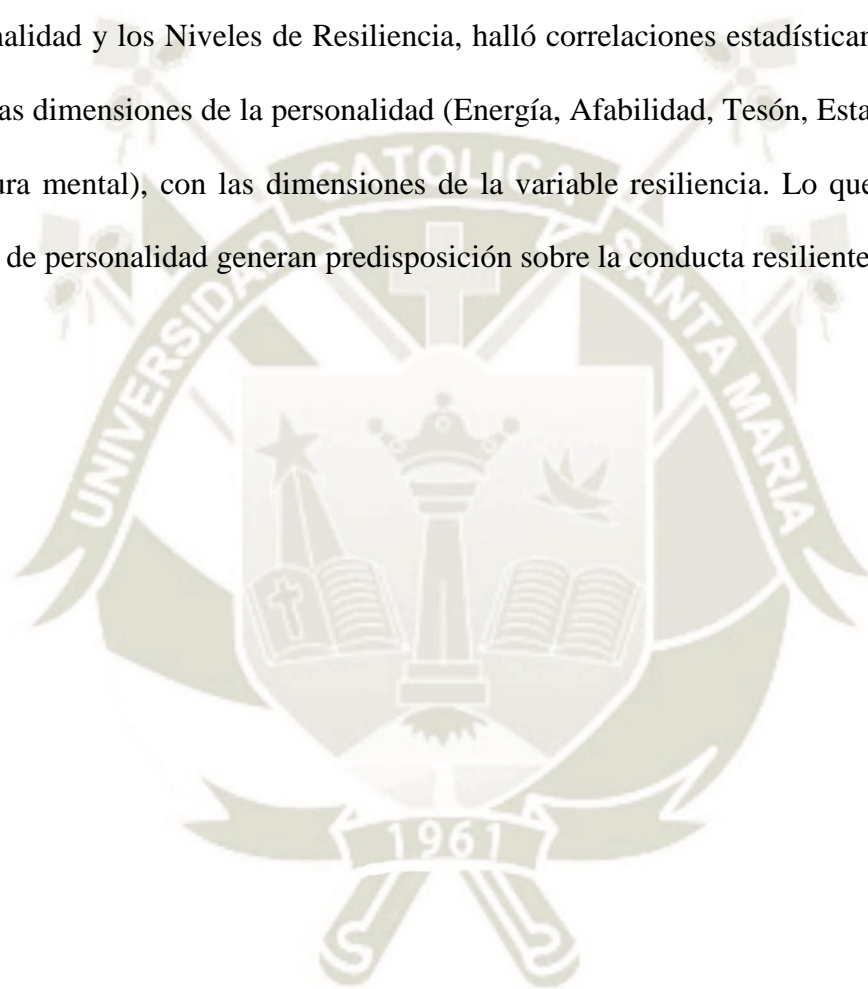 nalidad y los Niveles de Resiliencia, halló correlaciones estadística
as dimensiones de la personalidad (Energía, Afabilidad, Tesón, Esta
ura mental), con las dimensiones de la variable resiliencia. Lo que
de personalidad generan predisposición sobre la conducta resiliente
UNIVERSIDAD CATOLICA SANTA MARIA
1961